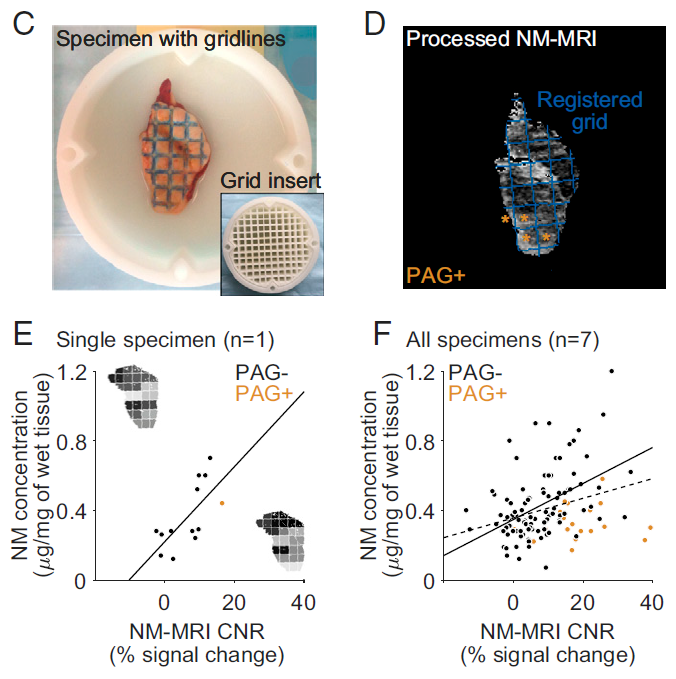 C
Specimen with gridlines
Grid insert
D
Processed NM-MRI
Registered
grid
*
*
*
*
PAG+
E
Single specimen (n=1)
PAG-
PAG+
NM concentration
(μg/mg of wet tissue)
1.2
0.8
0.4
0
0
20
40
NM-MRI CNR
(% signal change)
F
All specimens (n=7)
PAG-
PAG+
NM concentration
(μg/mg of wet tissue)
1.2
0.8
0.4
0
0
20
40
NM-MRI CNR
(% signal change)